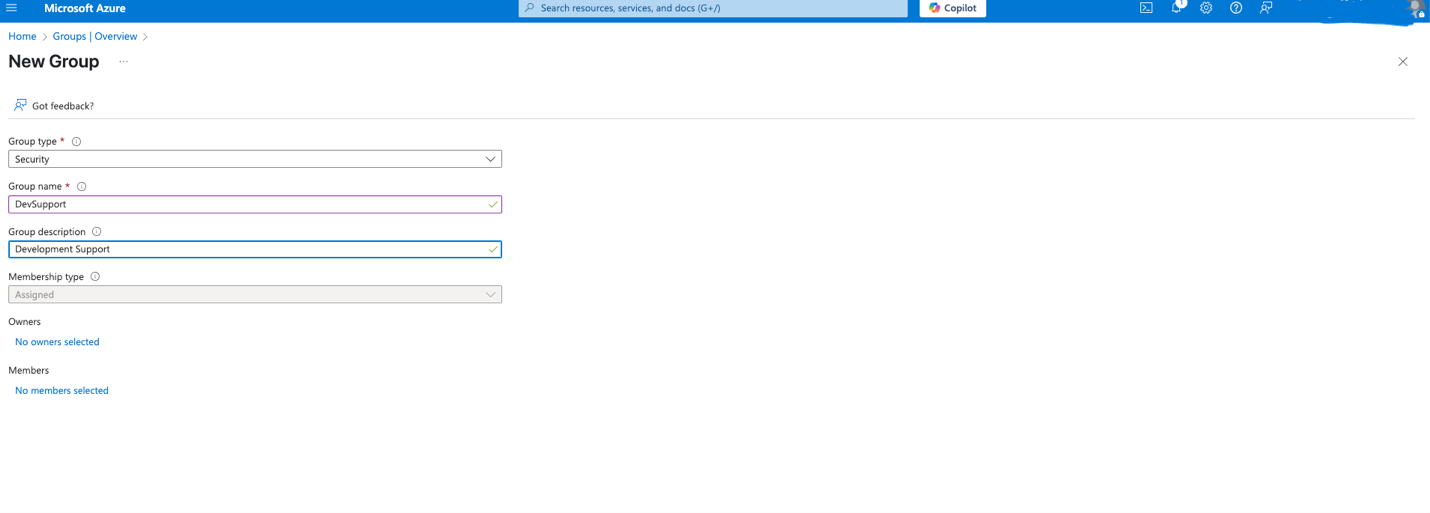 Microsoft Azure
Search resources, services, and docs (G+/)
Copilot
1
Home > Groups | Overview >
New Group ...
Got feedback?
Group type *
Security
Group name *
DevSupport
Group description
Development Support
Membership type
Assigned
Owners
No owners selected
Members
No members selected